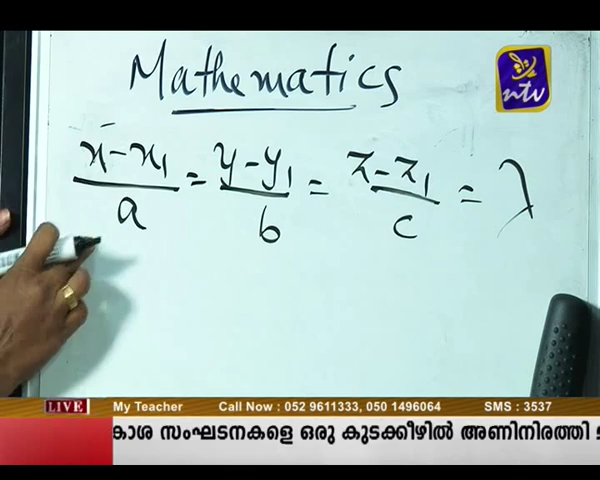 Mathematics
ntv
x - x₁ / a = y - y₁ / b = z - z₁ / c = λ
LIVE My Teacher Call Now : 052 9611333, 050 1496064 SMS : 3537
കാശ സംഘടനകളെ ഒരു കുടക്കീഴിൽ അണിനിരത്തി